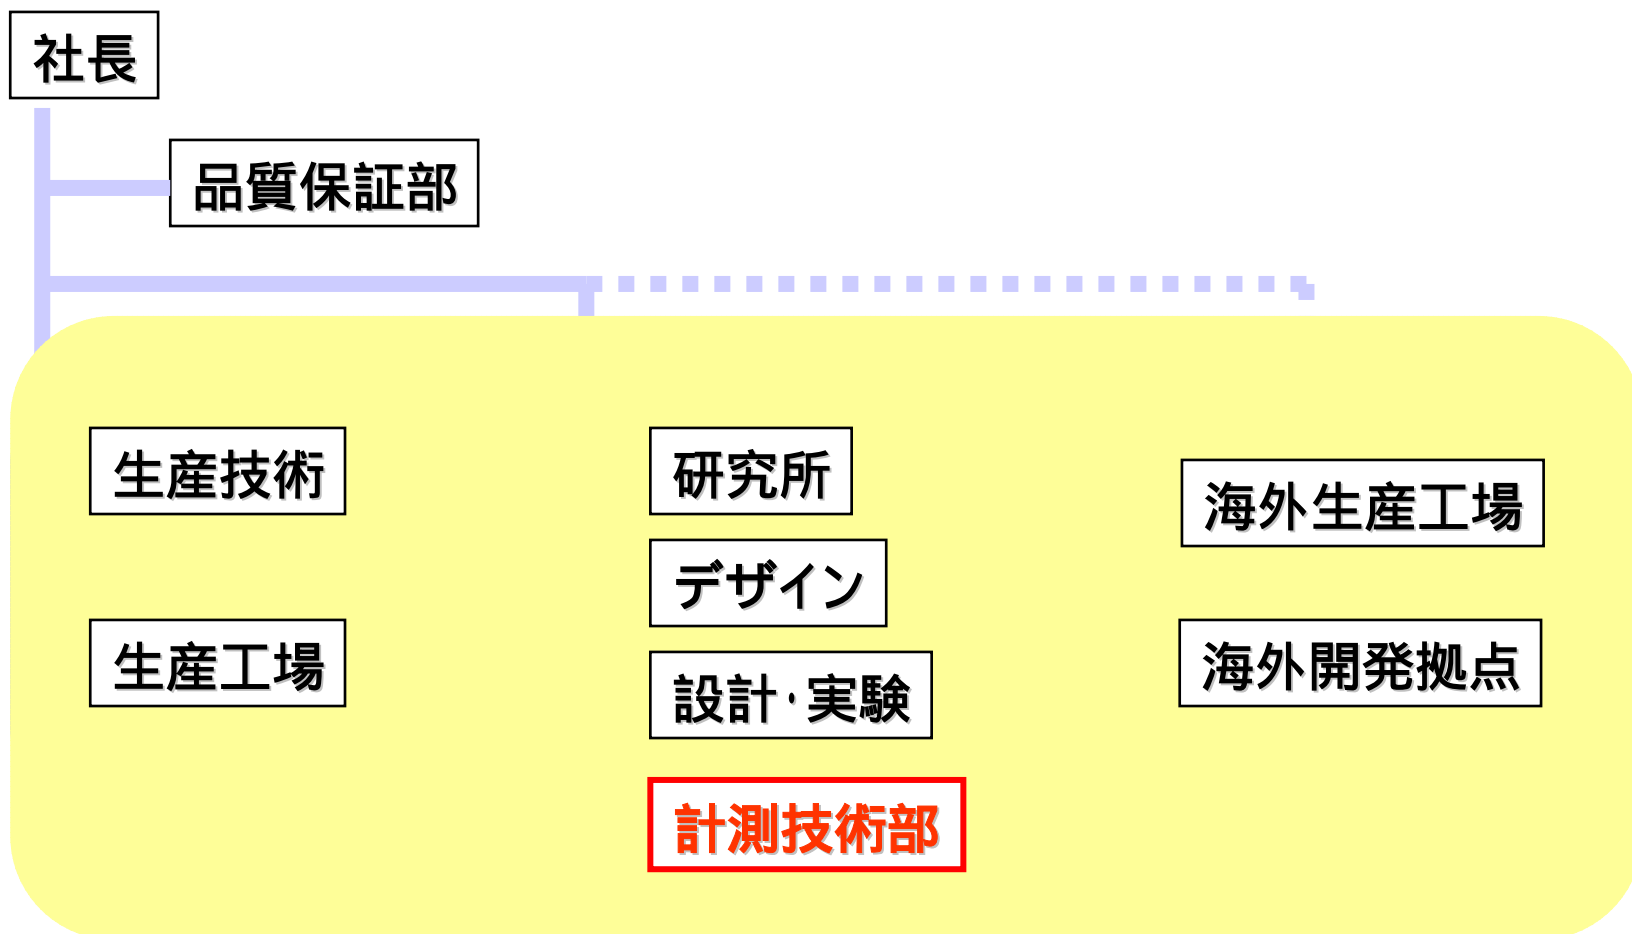 社長
品質保証部
生産技術
生産工場
研究所
デザイン
設計・実験
計測技術部
海外生産工場
海外開発拠点